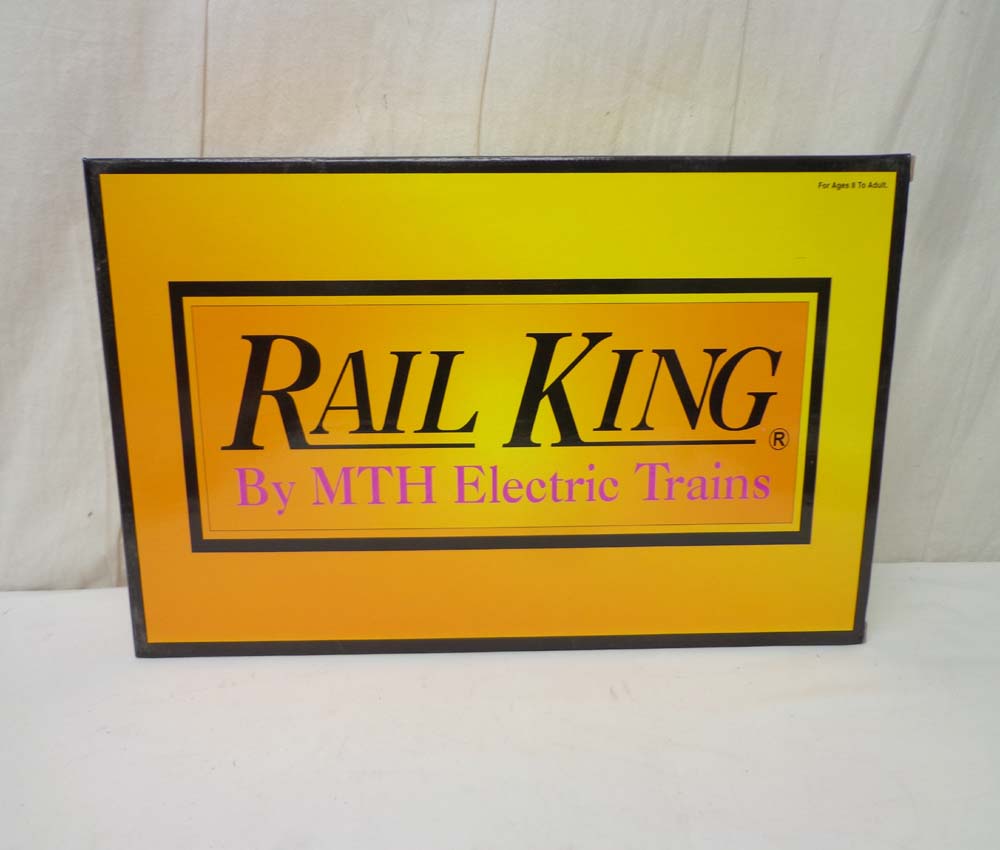 For Ages 8 To Adult.
RAIL KING®
By MTH Electric Trains